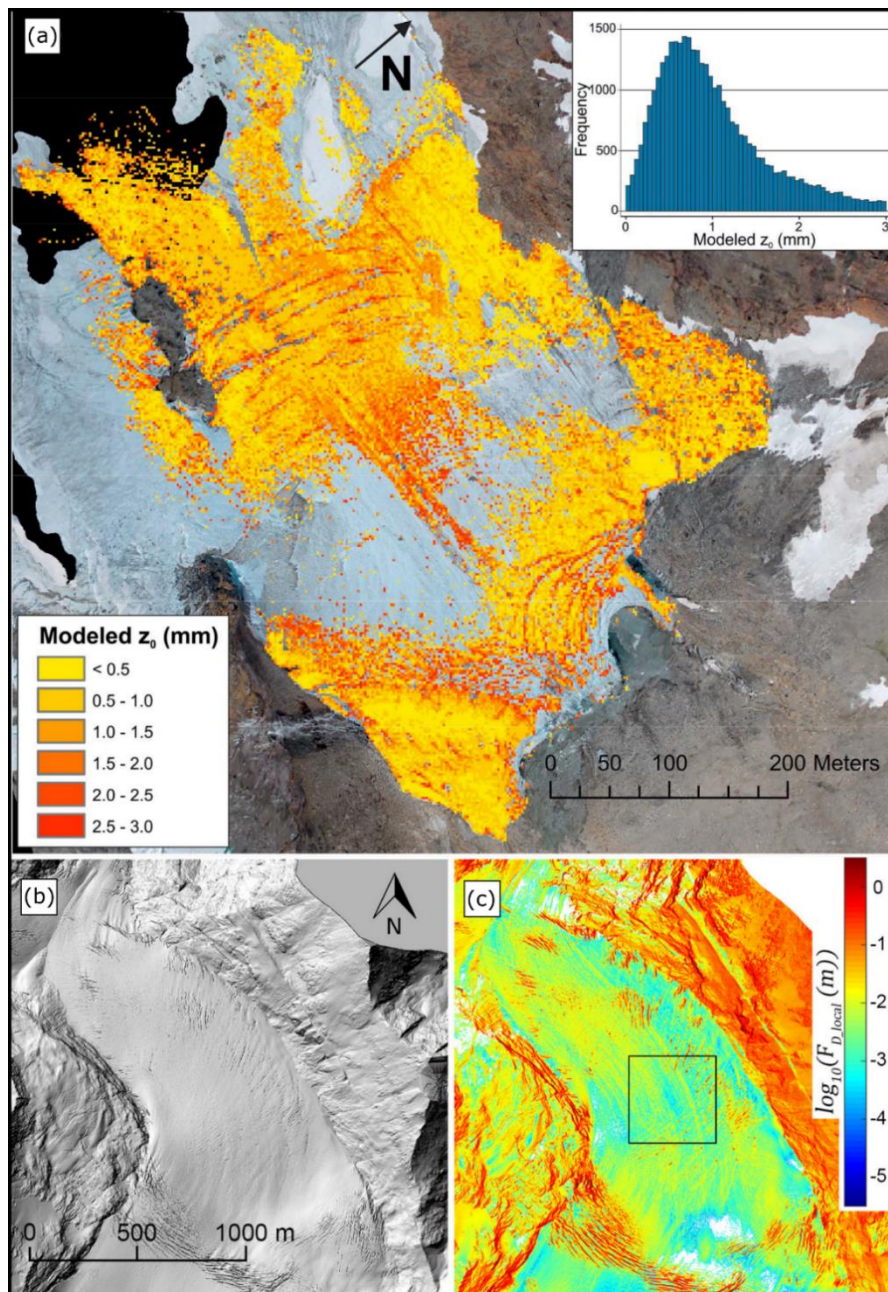 (a)
N
1500
1000
500
0
Frequency
0
1
2
3
Modeled z₀ (mm)
Modeled z₀ (mm)
< 0.5
0.5 - 1.0
1.0 - 1.5
1.5 - 2.0
2.0 - 2.5
2.5 - 3.0
0 50 100 200 Meters
(b)
N
0 500 1000 m
(c)
0
-1
-2
-3
-4
-5
log₁₀(F_D_local (m))